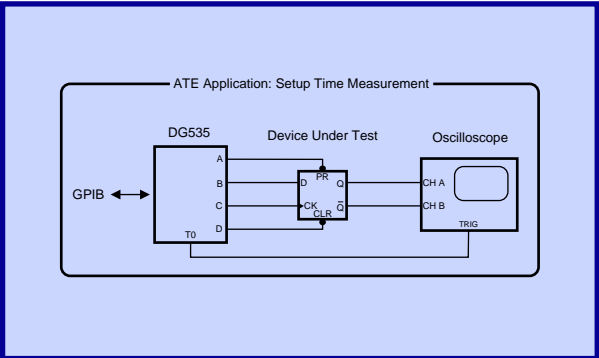 ATE Application: Setup Time Measurement
DG535
Device Under Test
Oscilloscope
GPIB
A
B
C
D
T0
PR
D
Q
CK
Q̅
CLR
CH A
CH B
TRIG